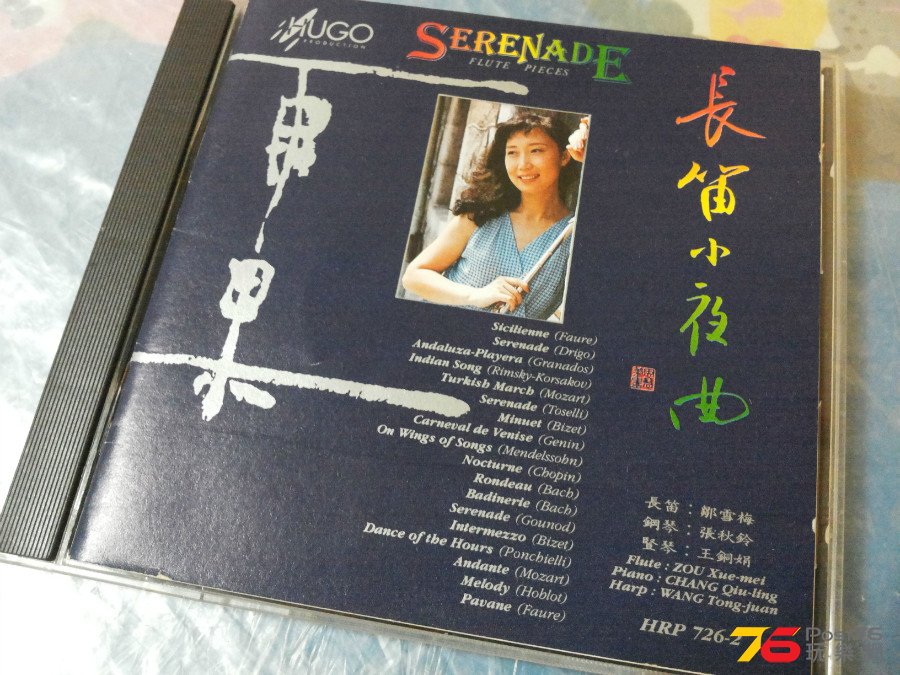 HUGO
PRODUCTION
SERENADE
FLUTE PIECES
長笛小夜曲
Sicilienne (Faure)
Serenade (Drigo)
Andaluza-Playera (Granados)
Indian Song (Rimsky-Korsakov)
Turkish March (Mozart)
Serenade (Toselli)
Minuet (Bizet)
Carneval de Venise (Genin)
On Wings of Songs (Mendelssohn)
Nocturne (Chopin)
Rondeau (Bach)
Badinerie (Bach)
Serenade (Gounod)
Intermezzo (Bizet)
Dance of the Hours (Ponchielli)
Andante (Mozart)
Melody (Hoblot)
Pavane (Faure)
長笛：鄒雪梅
鋼琴：張秋鈴
豎琴：王銅娟
Flute : ZOU Xue-mei
Piano : CHANG Qiu-ling
Harp : WANG Tong-juan
HRP 726-2
76